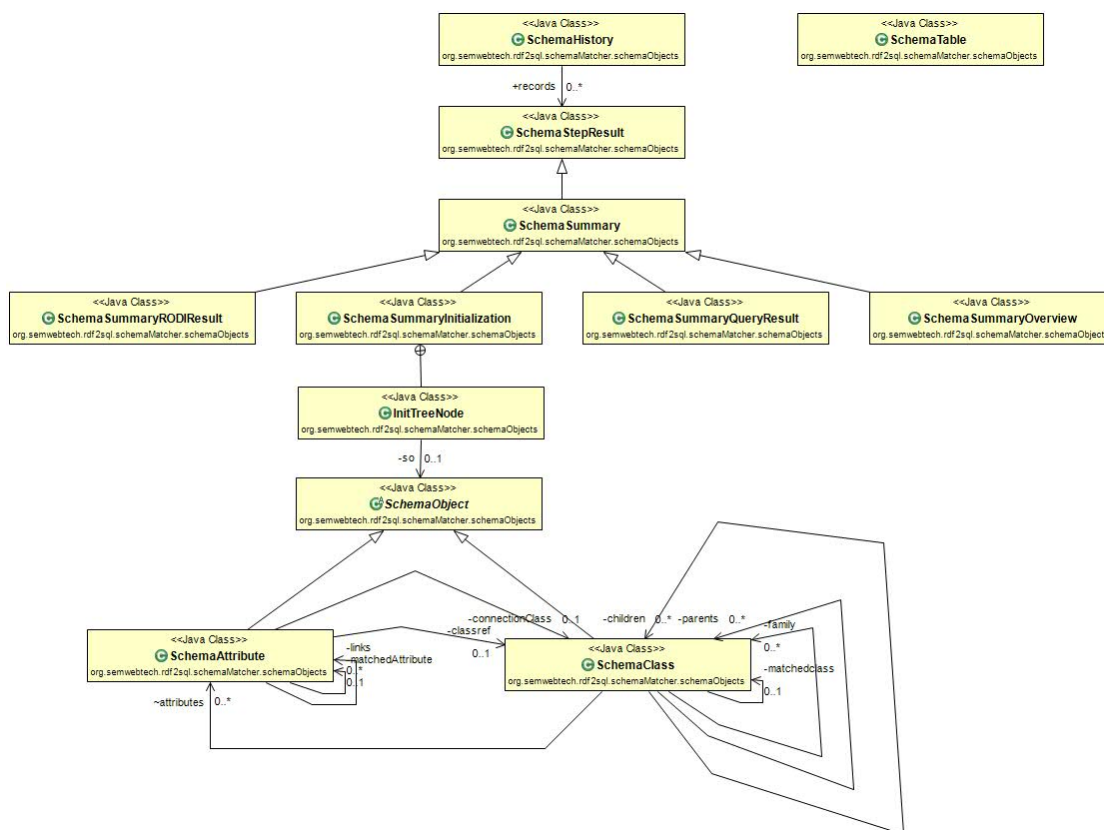 <<Java Class>>
SchemaHistory
org.semwebtech.rdf2sql.schemaMatcher.schemaObjects
<<Java Class>>
SchemaTable
org.semwebtech.rdf2sql.schemaMatcher.schemaObjects
+records 0..*
<<Java Class>>
SchemaStepResult
org.semwebtech.rdf2sql.schemaMatcher.schemaObjects
<<Java Class>>
SchemaSummary
org.semwebtech.rdf2sql.schemaMatcher.schemaObjects
<<Java Class>>
SchemaSummaryRODIResult
org.semwebtech.rdf2sql.schemaMatcher.schemaObjects
<<Java Class>>
SchemaSummaryInitialization
org.semwebtech.rdf2sql.schemaMatcher.schemaObjects
<<Java Class>>
SchemaSummaryQueryResult
org.semwebtech.rdf2sql.schemaMatcher.schemaObjects
<<Java Class>>
SchemaSummaryOverview
org.semwebtech.rdf2sql.schemaMatcher.schemaObjects
<<Java Class>>
InitTreeNode
org.semwebtech.rdf2sql.schemaMatcher.schemaObjects
-so 0..1
<<Java Class>>
SchemaObject
org.semwebtech.rdf2sql.schemaMatcher.schemaObjects
-connectionClass 0..1
-children 0..*
-parents 0..*
-classref
0..1
-family
0..*
<<Java Class>>
SchemaAttribute
org.semwebtech.rdf2sql.schemaMatcher.schemaObjects
-links
matchedAttribute
0..*
0..1
<<Java Class>>
SchemaClass
org.semwebtech.rdf2sql.schemaMatcher.schemaObjects
-matchedclass
0..1
~attributes 0..*